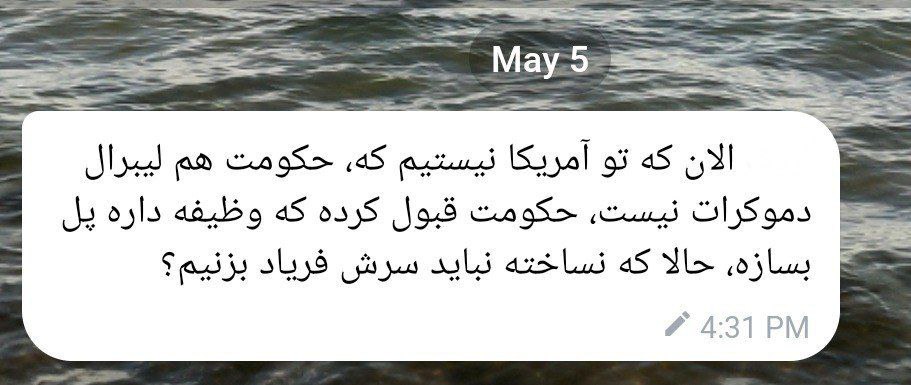 May 5
الان که تو آمریکا نیستیم که، حکومت هم لیبرال
دموکرات نیست، حکومت قبول کرده که وظیفه داره پل
بسازه، حالا که نساخته نباید سرش فریاد بزنیم؟
4:31 PM